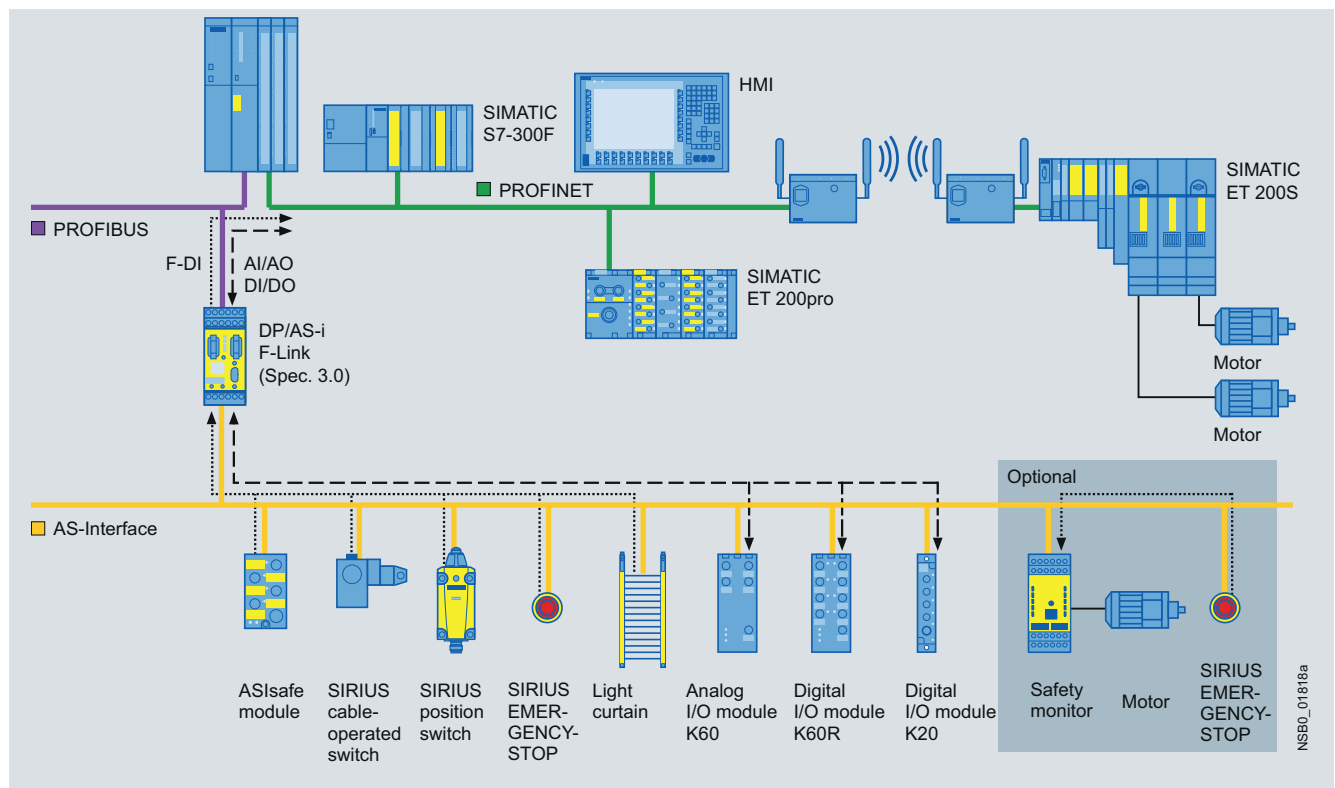 HMI
SIMATIC
S7-300F
PROFINET
SIMATIC
ET 200S
PROFIBUS
F-DI
AI/AO
DI/DO
SIMATIC
ET 200pro
DP/AS-i
F-Link
(Spec. 3.0)
Motor
Motor
Optional
AS-Interface
ASIsafe
module
SIRIUS
cable-
operated
switch
SIRIUS
position
switch
SIRIUS
EMER-
GENCY-
STOP
Light
curtain
Analog
I/O module
K60
Digital
I/O module
K60R
Digital
I/O module
K20
Safety
monitor
Motor
SIRIUS
EMER-
GENCY-
STOP
NSB0_01818a